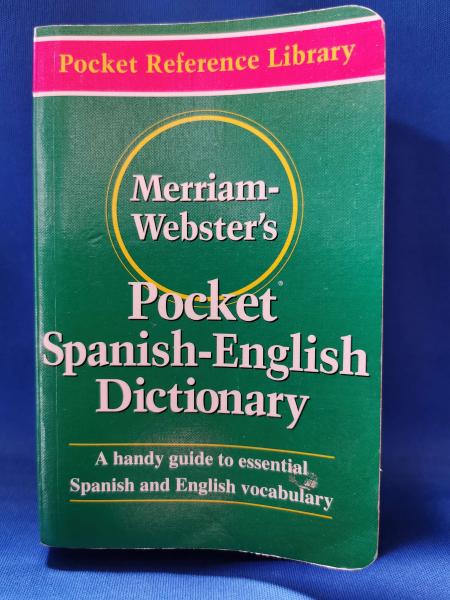 Pocket Reference Library
Merriam-
Webster's
Pocket®
Spanish-English
Dictionary
A handy guide to essential
Spanish and English vocabulary